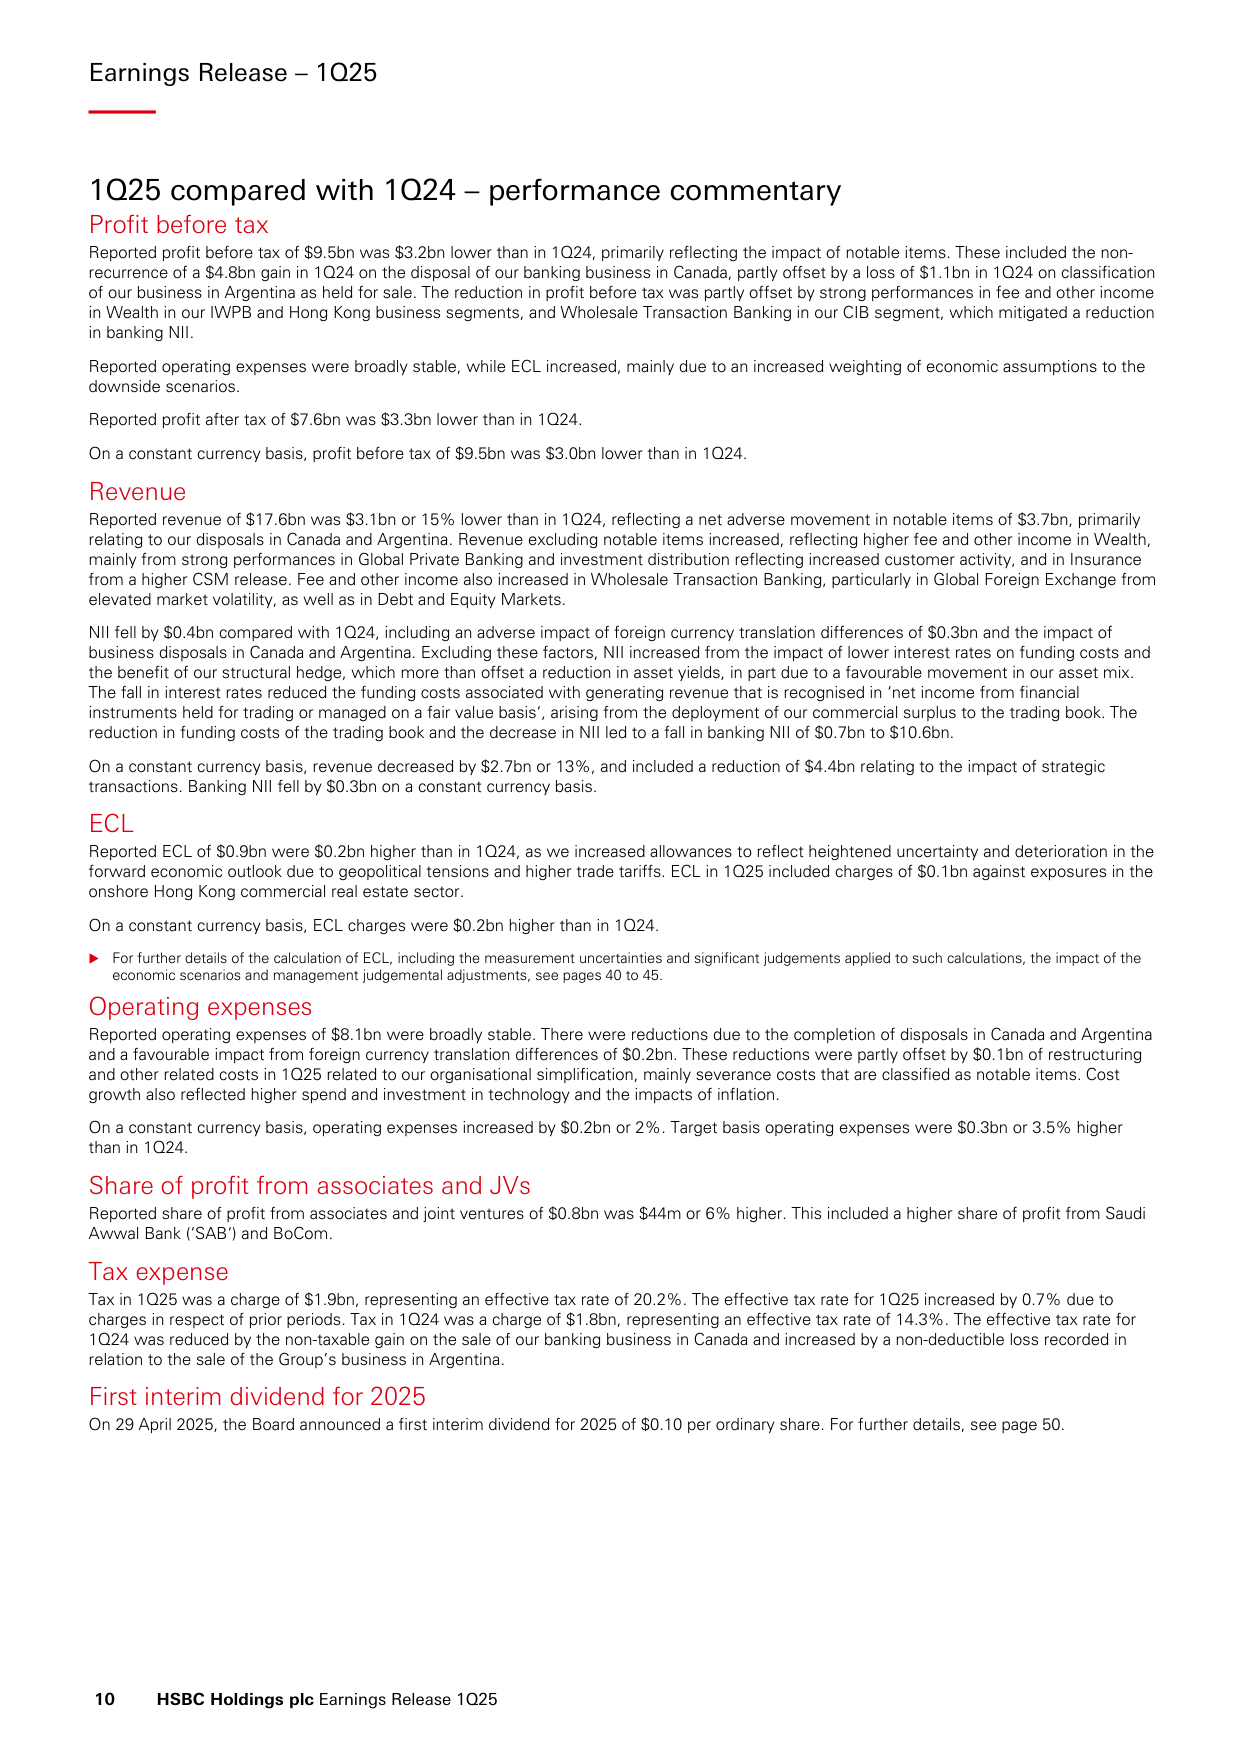 Earnings Release – 1Q25
1Q25 compared with 1Q24 – performance commentary
Profit before tax
Reported profit before tax of $9.5bn was $3.2bn lower than in 1Q24, primarily reflecting the impact of notable items. These included the non-
recurrence of a $4.8bn gain in 1Q24 on the disposal of our banking business in Canada, partly offset by a loss of $1.1bn in 1Q24 on classification
of our business in Argentina as held for sale. The reduction in profit before tax was partly offset by strong performances in fee and other income
in Wealth in our IWPB and Hong Kong business segments, and Wholesale Transaction Banking in our CIB segment, which mitigated a reduction
in banking NII.
Reported operating expenses were broadly stable, while ECL increased, mainly due to an increased weighting of economic assumptions to the
downside scenarios.
Reported profit after tax of $7.6bn was $3.3bn lower than in 1Q24.
On a constant currency basis, profit before tax of $9.5bn was $3.0bn lower than in 1Q24.
Revenue
Reported revenue of $17.6bn was $3.1bn or 15% lower than in 1Q24, reflecting a net adverse movement in notable items of $3.7bn, primarily
relating to our disposals in Canada and Argentina. Revenue excluding notable items increased, reflecting higher fee and other income in Wealth,
mainly from strong performances in Global Private Banking and investment distribution reflecting increased customer activity, and in Insurance
from a higher CSM release. Fee and other income also increased in Wholesale Transaction Banking, particularly in Global Foreign Exchange from
elevated market volatility, as well as in Debt and Equity Markets.
NII fell by $0.4bn compared with 1Q24, including an adverse impact of foreign currency translation differences of $0.3bn and the impact of
business disposals in Canada and Argentina. Excluding these factors, NII increased from the impact of lower interest rates on funding costs and
the benefit of our structural hedge, which more than offset a reduction in asset yields, in part due to a favourable movement in our asset mix.
The fall in interest rates reduced the funding costs associated with generating revenue that is recognised in ‘net income from financial
instruments held for trading or managed on a fair value basis’, arising from the deployment of our commercial surplus to the trading book. The
reduction in funding costs of the trading book and the decrease in NII led to a fall in banking NII of $0.7bn to $10.6bn.
On a constant currency basis, revenue decreased by $2.7bn or 13%, and included a reduction of $4.4bn relating to the impact of strategic
transactions. Banking NII fell by $0.3bn on a constant currency basis.
ECL
Reported ECL of $0.9bn were $0.2bn higher than in 1Q24, as we increased allowances to reflect heightened uncertainty and deterioration in the
forward economic outlook due to geopolitical tensions and higher trade tariffs. ECL in 1Q25 included charges of $0.1bn against exposures in the
onshore Hong Kong commercial real estate sector.
On a constant currency basis, ECL charges were $0.2bn higher than in 1Q24.
For further details of the calculation of ECL, including the measurement uncertainties and significant judgements applied to such calculations, the impact of the
economic scenarios and management judgemental adjustments, see pages 40 to 45.
Operating expenses
Reported operating expenses of $8.1bn were broadly stable. There were reductions due to the completion of disposals in Canada and Argentina
and a favourable impact from foreign currency translation differences of $0.2bn. These reductions were partly offset by $0.1bn of restructuring
and other related costs in 1Q25 related to our organisational simplification, mainly severance costs that are classified as notable items. Cost
growth also reflected higher spend and investment in technology and the impacts of inflation.
On a constant currency basis, operating expenses increased by $0.2bn or 2%. Target basis operating expenses were $0.3bn or 3.5% higher
than in 1Q24.
Share of profit from associates and JVs
Reported share of profit from associates and joint ventures of $0.8bn was $44m or 6% higher. This included a higher share of profit from Saudi
Awwal Bank (‘SAB’) and BoCom.
Tax expense
Tax in 1Q25 was a charge of $1.9bn, representing an effective tax rate of 20.2%. The effective tax rate for 1Q25 increased by 0.7% due to
charges in respect of prior periods. Tax in 1Q24 was a charge of $1.8bn, representing an effective tax rate of 14.3%. The effective tax rate for
1Q24 was reduced by the non-taxable gain on the sale of our banking business in Canada and increased by a non-deductible loss recorded in
relation to the sale of the Group’s business in Argentina.
First interim dividend for 2025
On 29 April 2025, the Board announced a first interim dividend for 2025 of $0.10 per ordinary share. For further details, see page 50.
10 HSBC Holdings plc Earnings Release 1Q25